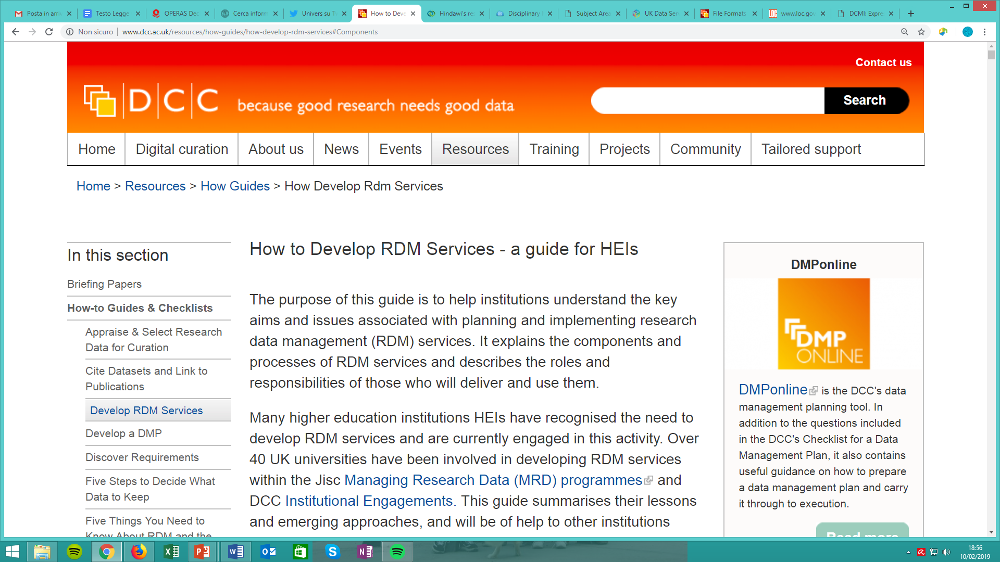 Posta in arriv
Testo Legge
OPERAS Dec
Cerca inform
Univers su Tw
How to Deve
Hindawi's re
Disciplinary
Subject Area
UK Data Serv
File Formats
www.loc.gov
DCMI: Expre
Non sicuro | www.dcc.ac.uk/resources/how-guides/how-develop-rdm-services#Components
Contact us
D|C|C because good research needs good data
Search
Home Digital curation About us News Events Resources Training Projects Community Tailored support
Home > Resources > How Guides > How Develop Rdm Services
In this section
Briefing Papers
How-to Guides & Checklists
Appraise & Select Research
Data for Curation
Cite Datasets and Link to
Publications
Develop RDM Services
Develop a DMP
Discover Requirements
Five Steps to Decide What
Data to Keep
Five Things You Need to
Know About RDM and the
How to Develop RDM Services - a guide for HEIs
The purpose of this guide is to help institutions understand the key
aims and issues associated with planning and implementing research
data management (RDM) services. It explains the components and
processes of RDM services and describes the roles and
responsibilities of those who will deliver and use them.
Many higher education institutions HEIs have recognised the need to
develop RDM services and are currently engaged in this activity. Over
40 UK universities have been involved in developing RDM services
within the Jisc Managing Research Data (MRD) programmes and
DCC Institutional Engagements. This guide summarises their lessons
and emerging approaches, and will be of help to other institutions
DMPonline
DMP
ONLINE
DMPonline is the DCC's data
management planning tool. In
addition to the questions included
in the DCC's Checklist for a Data
Management Plan, it also contains
useful guidance on how to prepare
a data management plan and carry
it through to execution.
Read more
18:56
10/02/2019